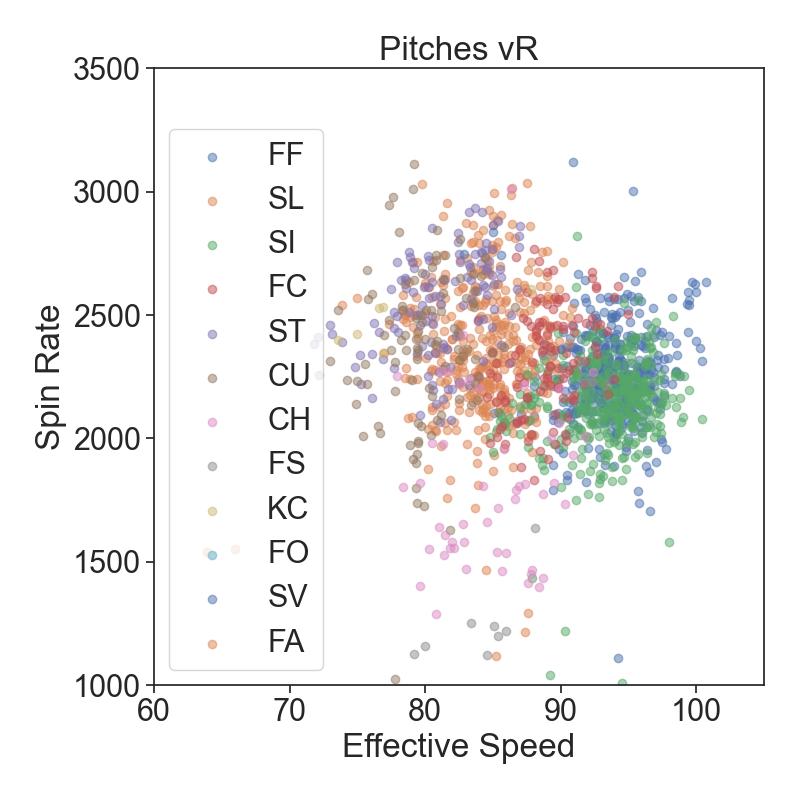 Pitches vR
3500
3000
2500
2000
1500
1000
Spin Rate
FF
SL
SI
FC
ST
CU
CH
FS
KC
FO
SV
FA
60 70 80 90 100
Effective Speed